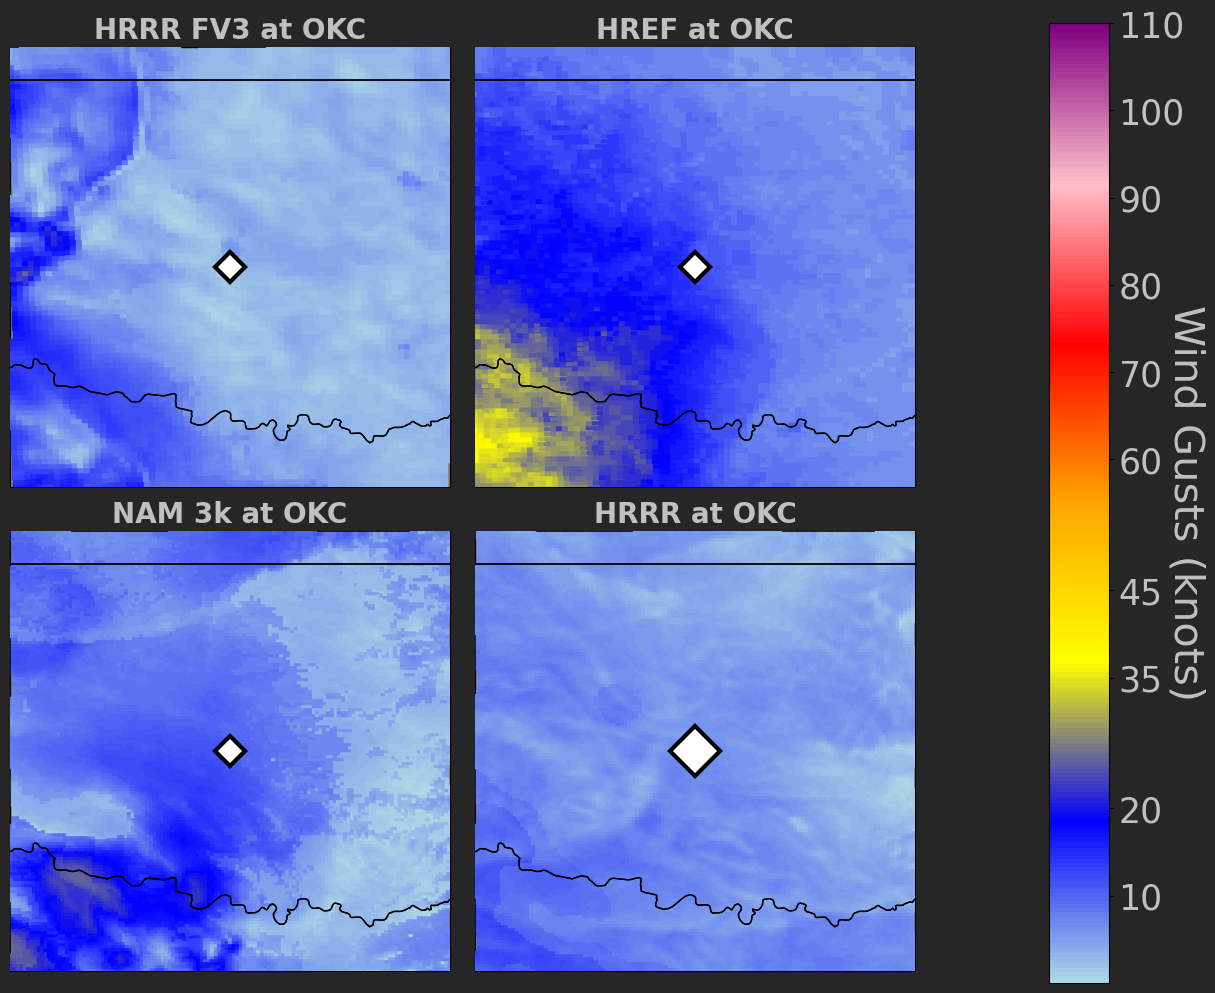 HRRR FV3 at OKC
HREF at OKC
NAM 3k at OKC
HRRR at OKC
110
100
90
80
70
60
45
35
20
10
Wind Gusts (knots)